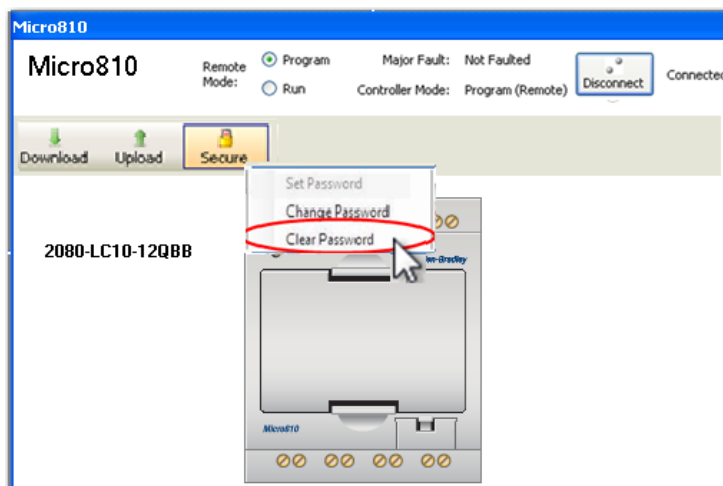 Micro810
Micro810
Remote Mode:
Program
Run
Major Fault: Not Faulted
Controller Mode: Program (Remote)
Disconnect
Connected
Download
Upload
Secure
Set Password
Change Password
Clear Password
2080-LC10-12QBB
Micro810